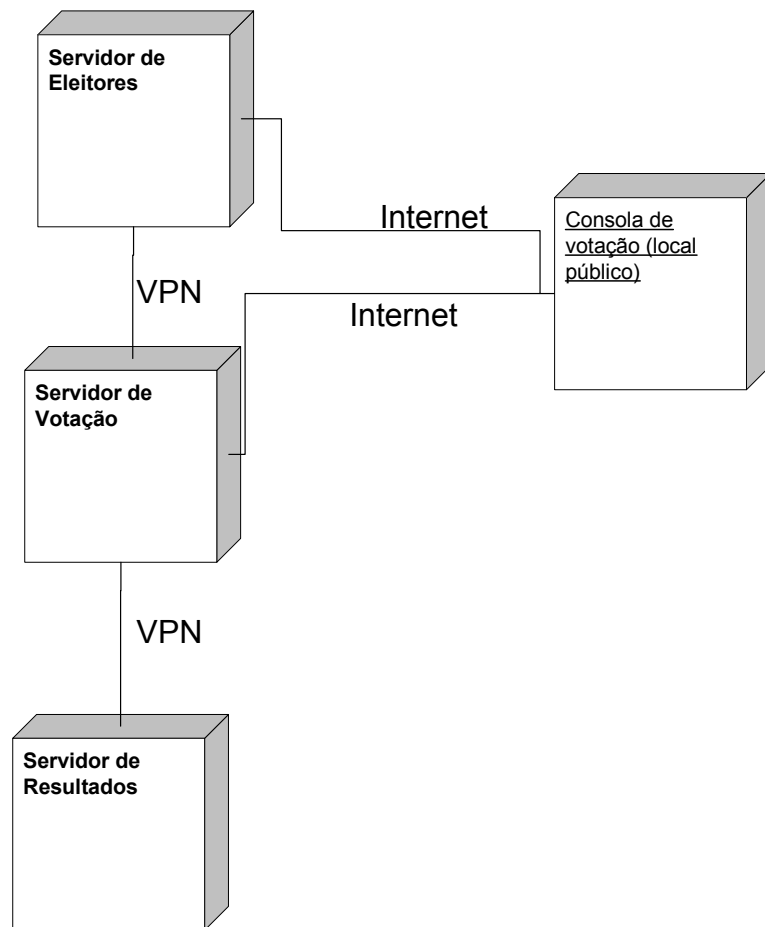 Servidor de
Eleitores
Internet
Consola de
votação (local
público)
VPN
Internet
Servidor de
Votação
VPN
Servidor de
Resultados